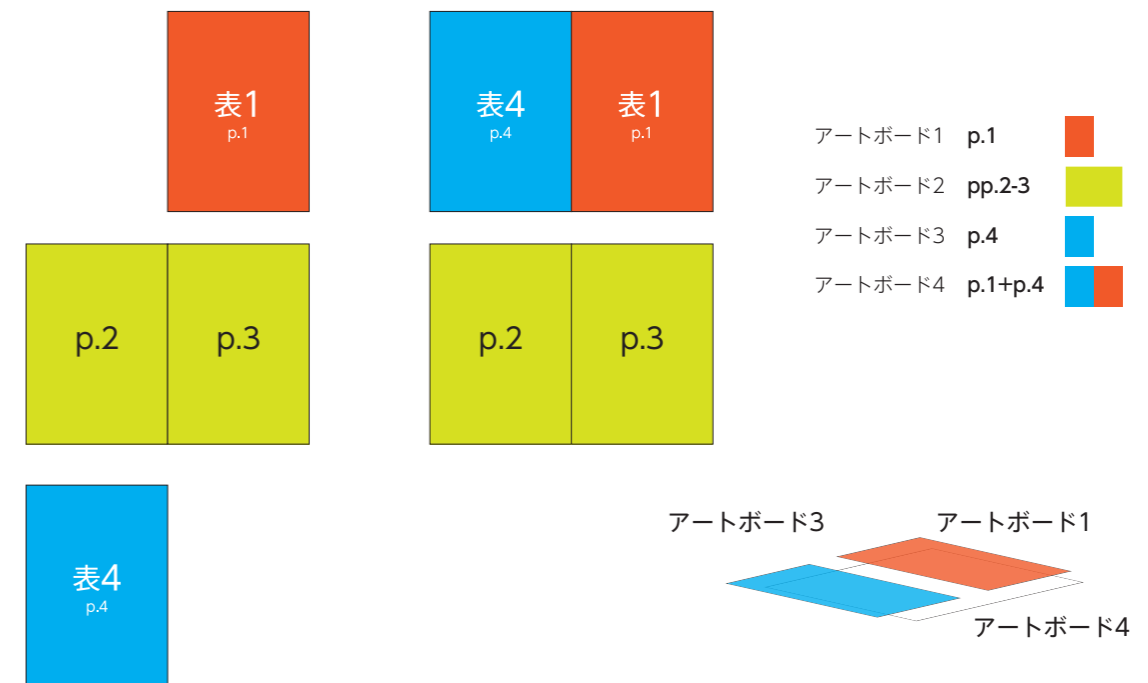 表1
p.1
表4
p.4
表1
p.1
アートボード1 p.1
アートボード2 pp.2-3
アートボード3 p.4
アートボード4 p.1+p.4
p.2
p.3
p.2
p.3
表4
p.4
アートボード3
アートボード1
アートボード4